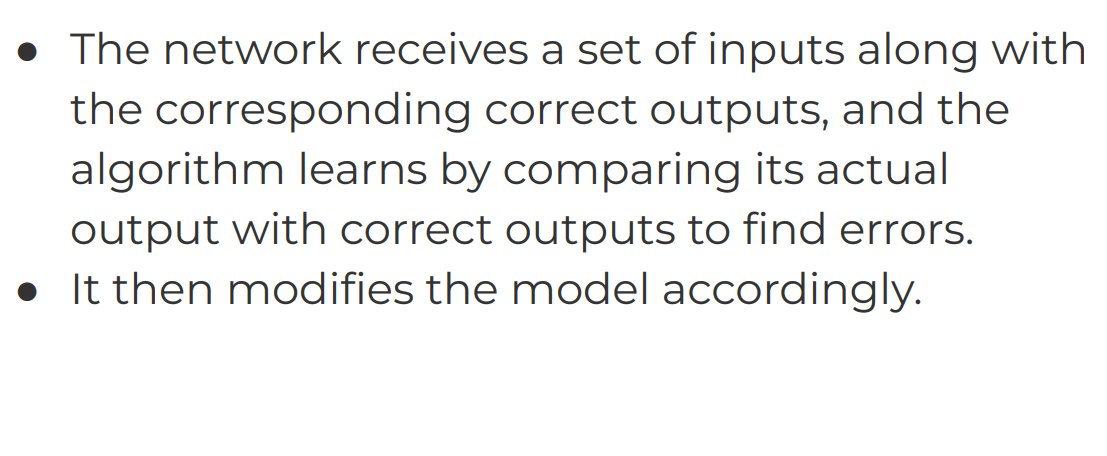 ● The network receives a set of inputs along with
the corresponding correct outputs, and the
algorithm learns by comparing its actual
output with correct outputs to find errors.
● It then modifies the model accordingly.